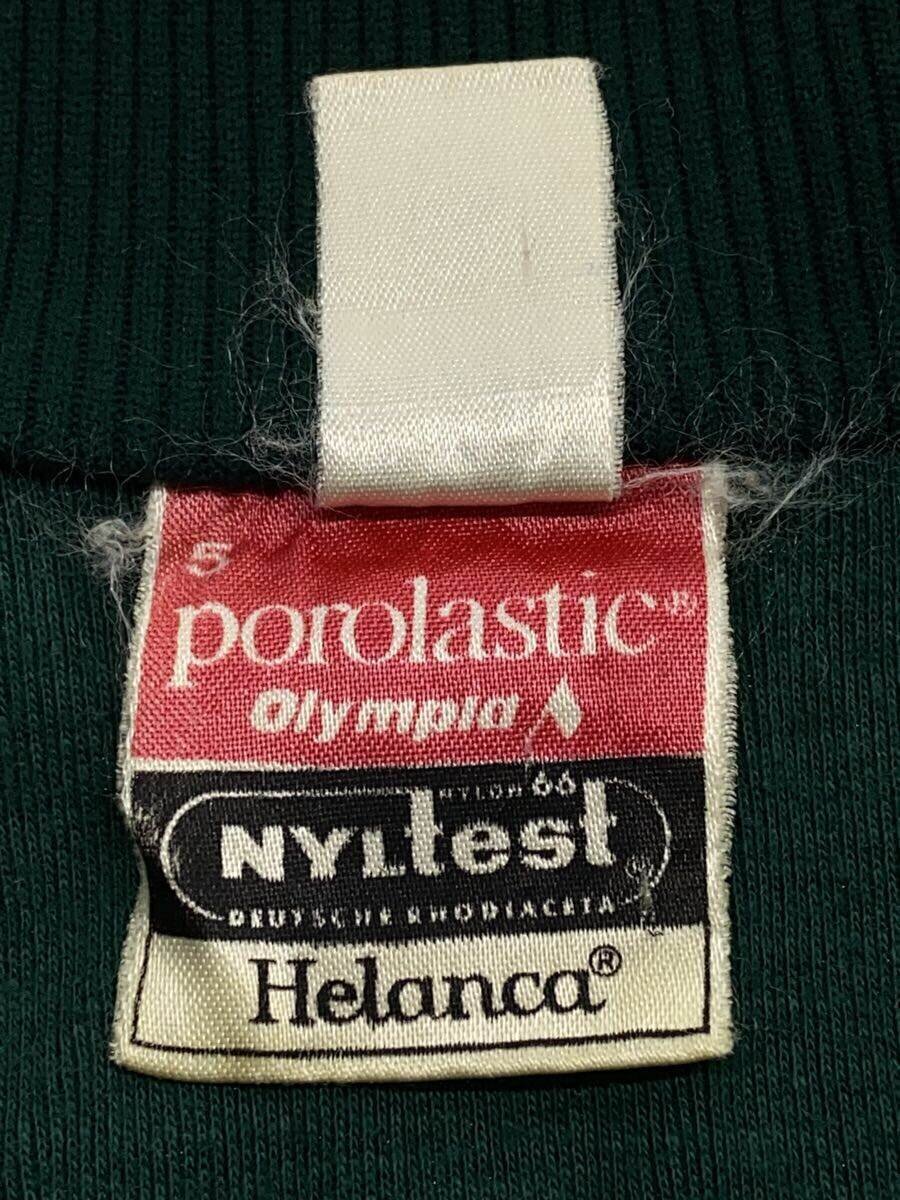 5
porolastic®
Olympia
NYLON 66
NYLtest
DEUTSCHE RHODIACETA
Helanca®